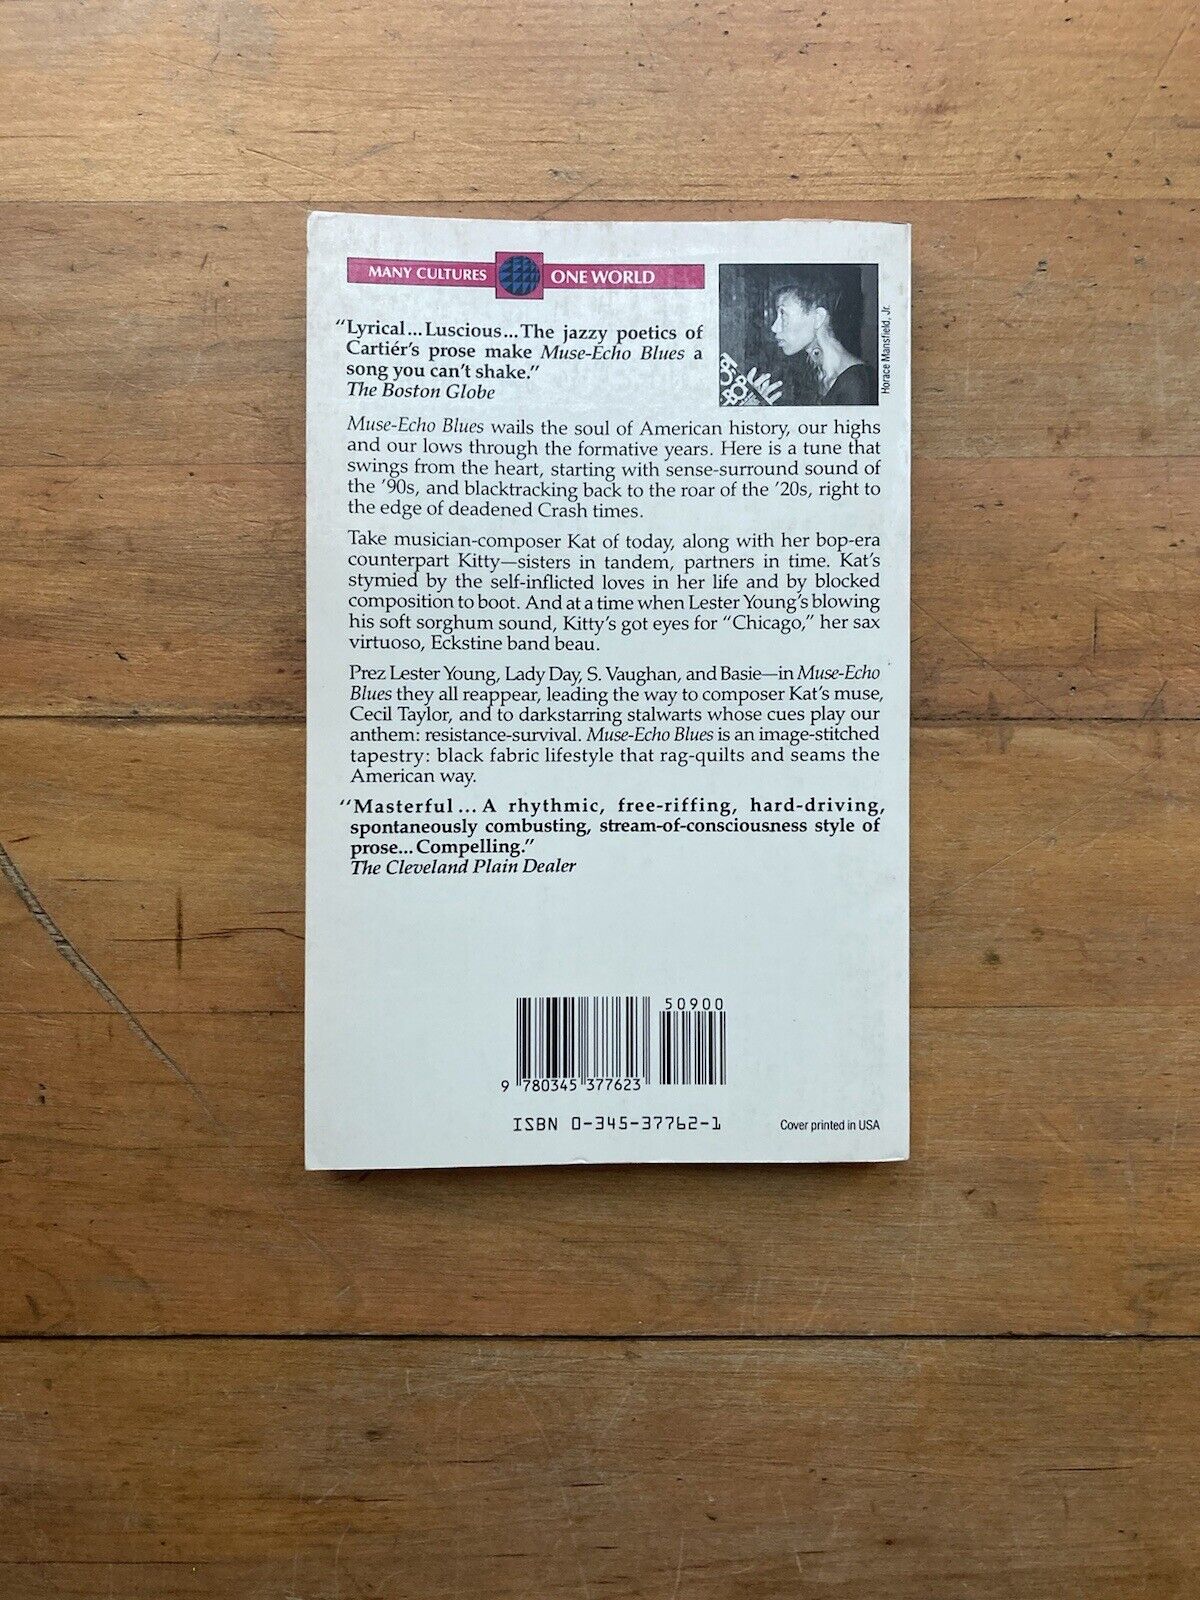 MANY CULTURES ONE WORLD
Horace Mansfield, Jr.
“Lyrical... Luscious... The jazzy poetics of
Cartiér's prose make Muse-Echo Blues a
song you can't shake.”
The Boston Globe
Muse-Echo Blues wails the soul of American history, our highs
and our lows through the formative years. Here is a tune that
swings from the heart, starting with sense-surround sound of
the '90s, and blacktracking back to the roar of the '20s, right to
the edge of deadened Crash times.
Take musician-composer Kat of today, along with her bop-era
counterpart Kitty—sisters in tandem, partners in time. Kat's
stymied by the self-inflicted loves in her life and by blocked
composition to boot. And at a time when Lester Young's blowing
his soft sorghum sound, Kitty's got eyes for “Chicago,” her sax
virtuoso, Eckstine band beau.
Prez Lester Young, Lady Day, S. Vaughan, and Basie—in Muse-Echo
Blues they all reappear, leading the way to composer Kat's muse,
Cecil Taylor, and to darkstarring stalwarts whose cues play our
anthem: resistance-survival. Muse-Echo Blues is an image-stitched
tapestry: black fabric lifestyle that rag-quilts and seams the
American way.
“Masterful... A rhythmic, free-riffing, hard-driving,
spontaneously combusting, stream-of-consciousness style of
prose... Compelling.”
The Cleveland Plain Dealer
50900
9 780345 377623
ISBN 0-345-37762-1
Cover printed in USA